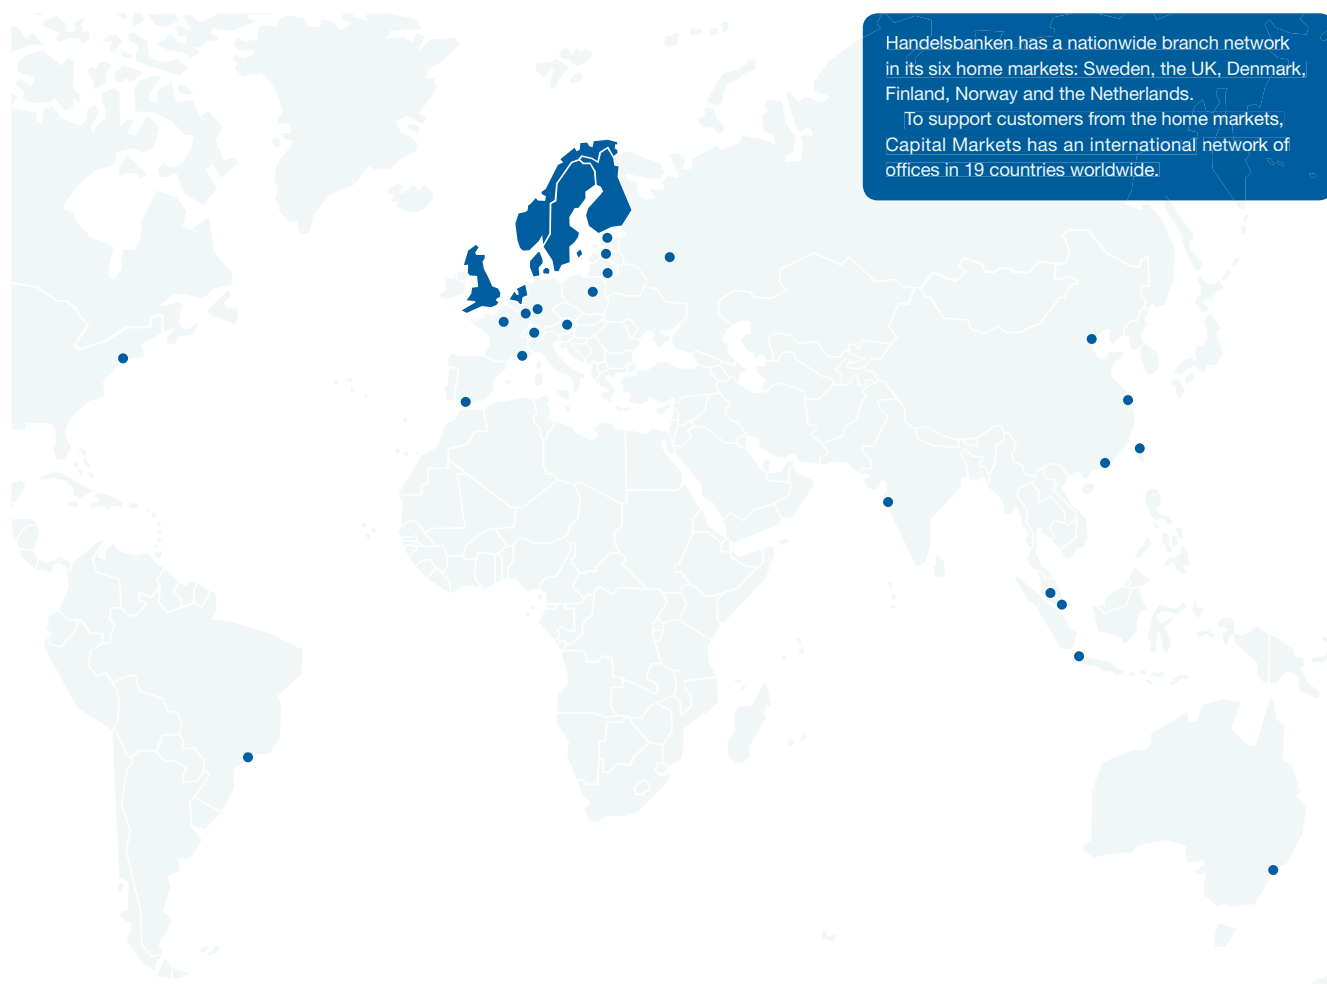 Handelsbanken has a nationwide branch network
in its six home markets: Sweden, the UK, Denmark,
Finland, Norway and the Netherlands.
To support customers from the home markets,
Capital Markets has an international network of
offices in 19 countries worldwide.